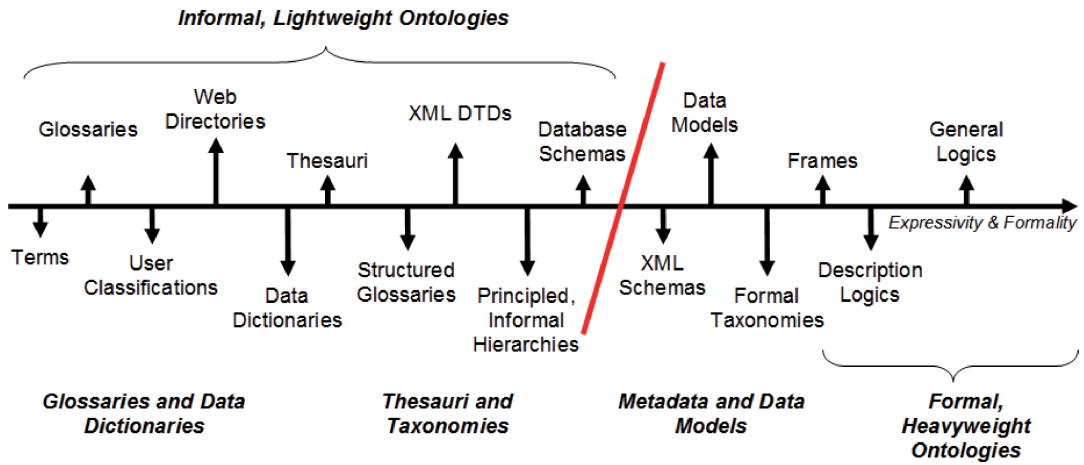 Informal, Lightweight Ontologies
Glossaries
Web
Directories
Thesauri
XML DTDs
Database
Schemas
Data
Models
Frames
General
Logics
Expressivity & Formality
Terms
User
Classifications
Data
Dictionaries
Structured
Glossaries
Principled,
Informal
Hierarchies
XML
Schemas
Formal
Taxonomies
Description
Logics
Glossaries and Data
Dictionaries
Thesauri and
Taxonomies
Metadata and Data
Models
Formal,
Heavyweight
Ontologies